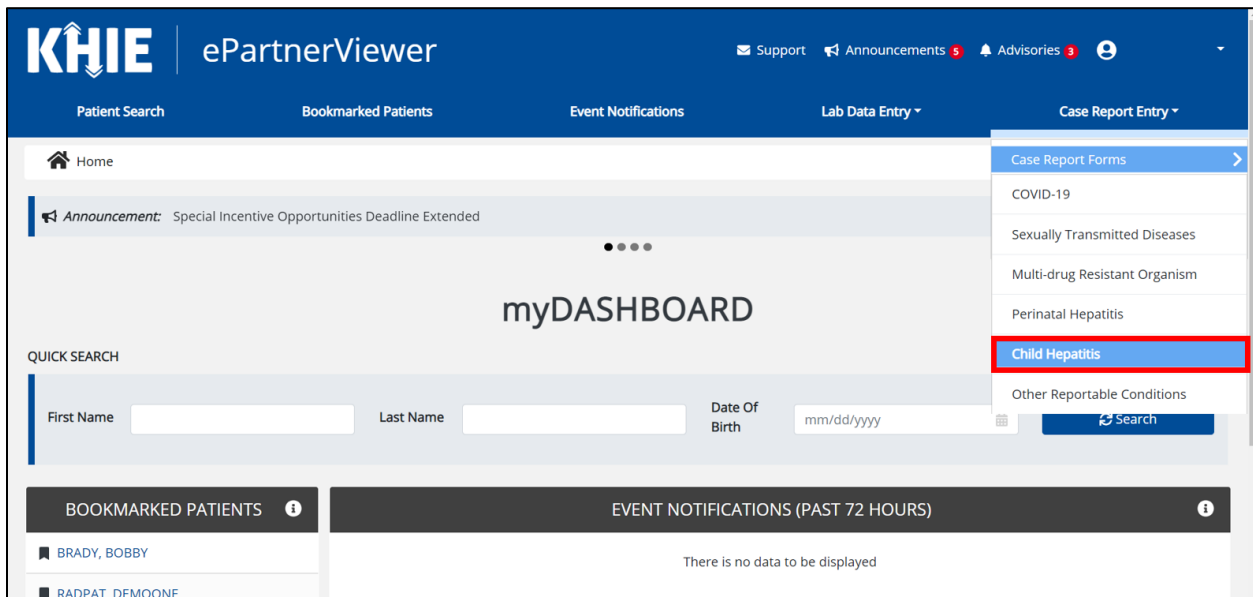 KHIE ePartnerViewer
Support Announcements 5 Advisories 3
Patient Search Bookmarked Patients Event Notifications Lab Data Entry Case Report Entry
Home
Case Report Forms
COVID-19
Sexually Transmitted Diseases
Multi-drug Resistant Organism
Perinatal Hepatitis
Child Hepatitis
Other Reportable Conditions
Announcement: Special Incentive Opportunities Deadline Extended
myDASHBOARD
QUICK SEARCH
First Name Last Name Date Of
Birth mm/dd/yyyy Search
BOOKMARKED PATIENTS
BRADY, BOBBY
RADPAT, DEMOONE
EVENT NOTIFICATIONS (PAST 72 HOURS)
There is no data to be displayed